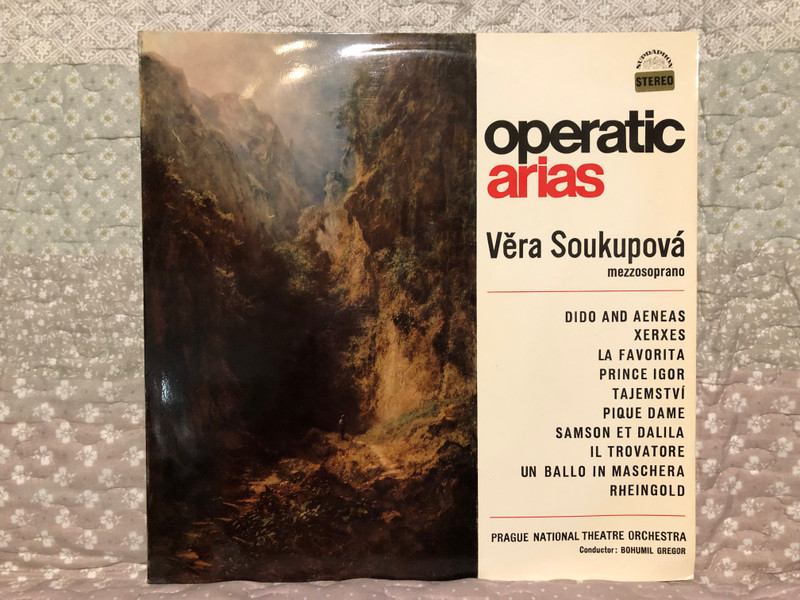 SUPRAPHON
STEREO
operatic
arias
Věra Soukupová
mezzosoprano
DIDO AND AENEAS
XERXES
LA FAVORITA
PRINCE IGOR
TAJEMSTVÍ
PIQUE DAME
SAMSON ET DALILA
IL TROVATORE
UN BALLO IN MASCHERA
RHEINGOLD
PRAGUE NATIONAL THEATRE ORCHESTRA
Conductor: BOHUMIL GREGOR